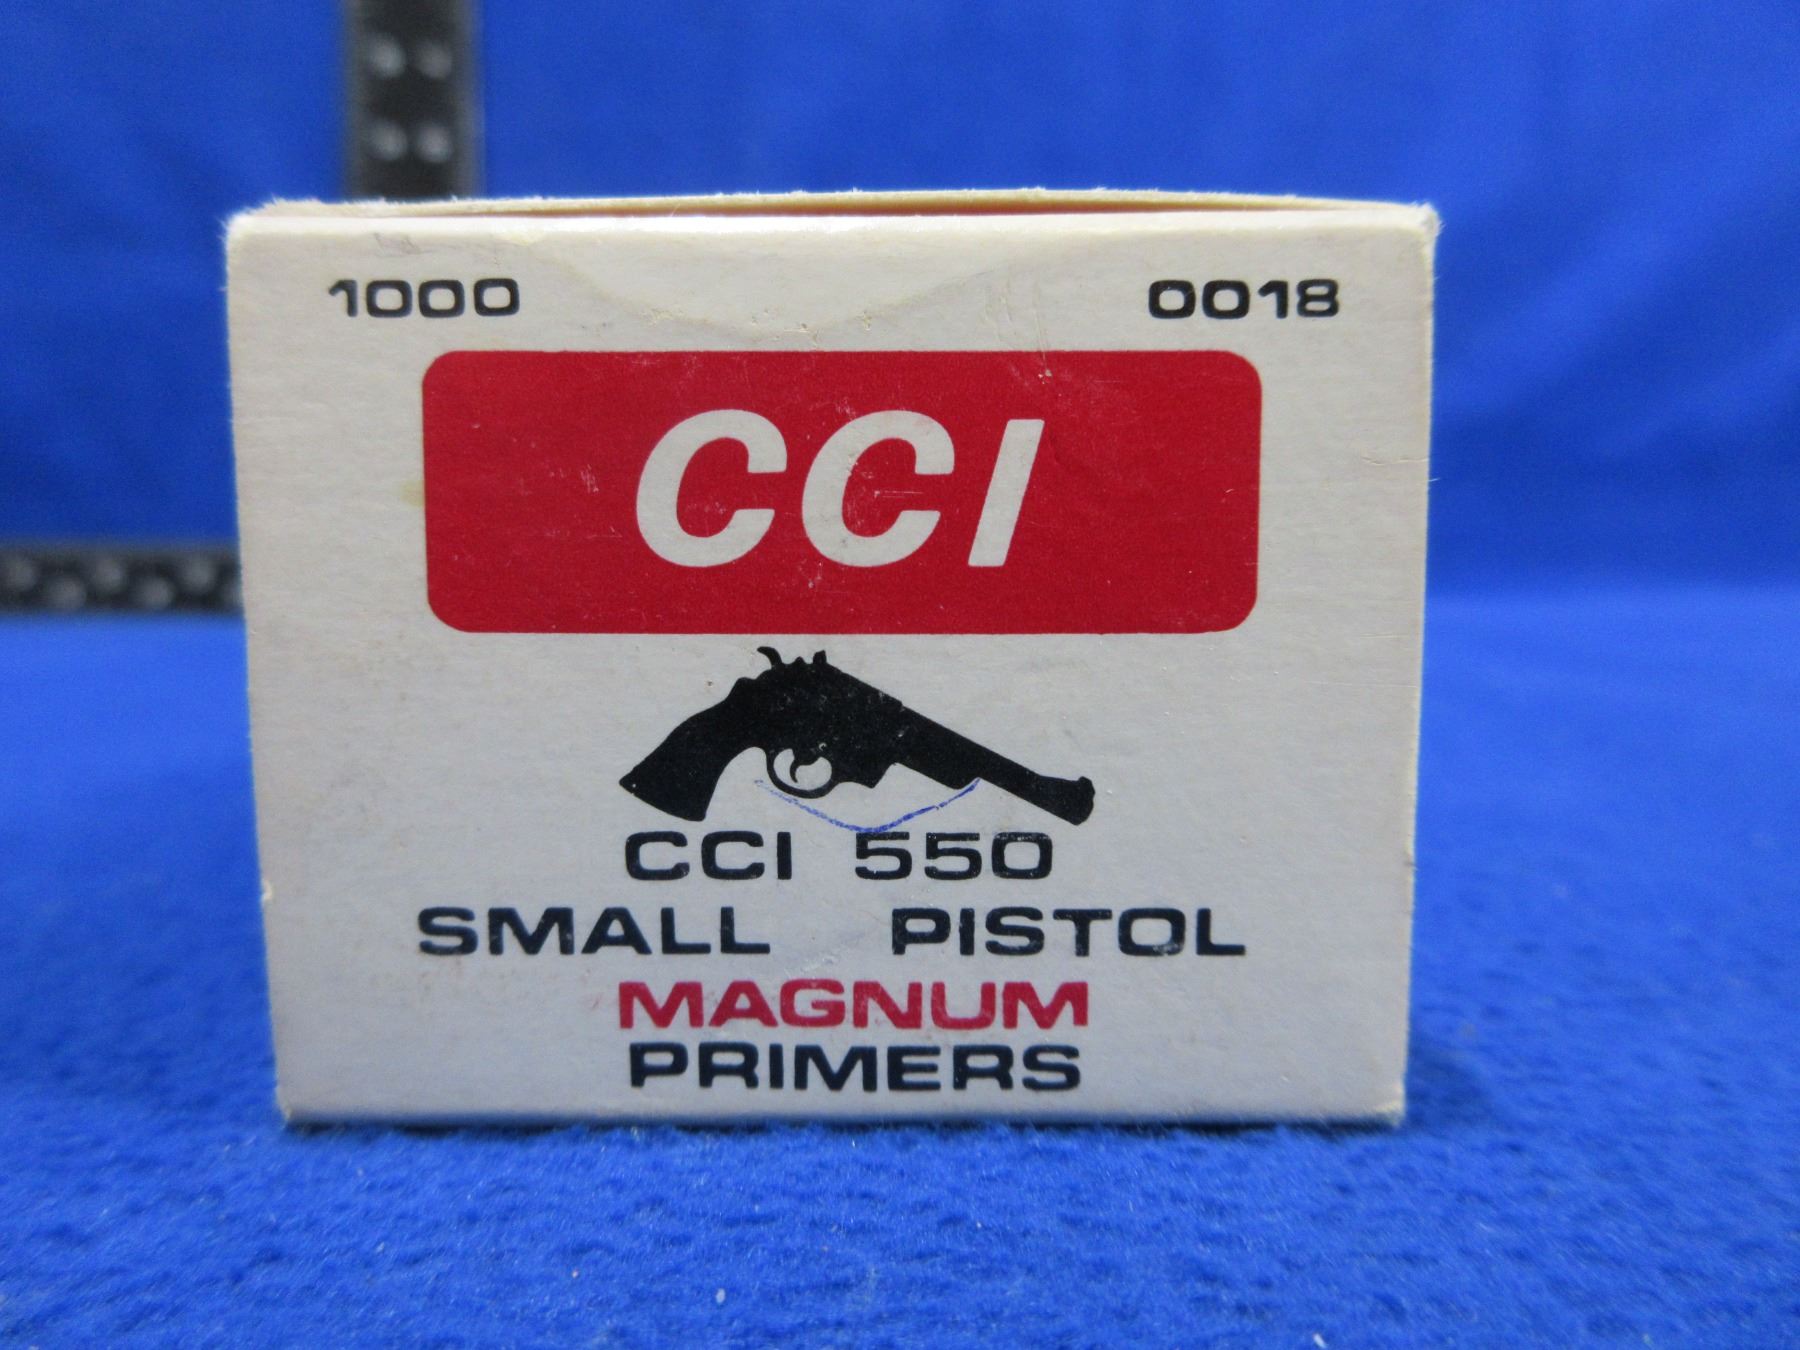 1000 0018
CCI
CCI 550
SMALL PISTOL
MAGNUM
PRIMERS